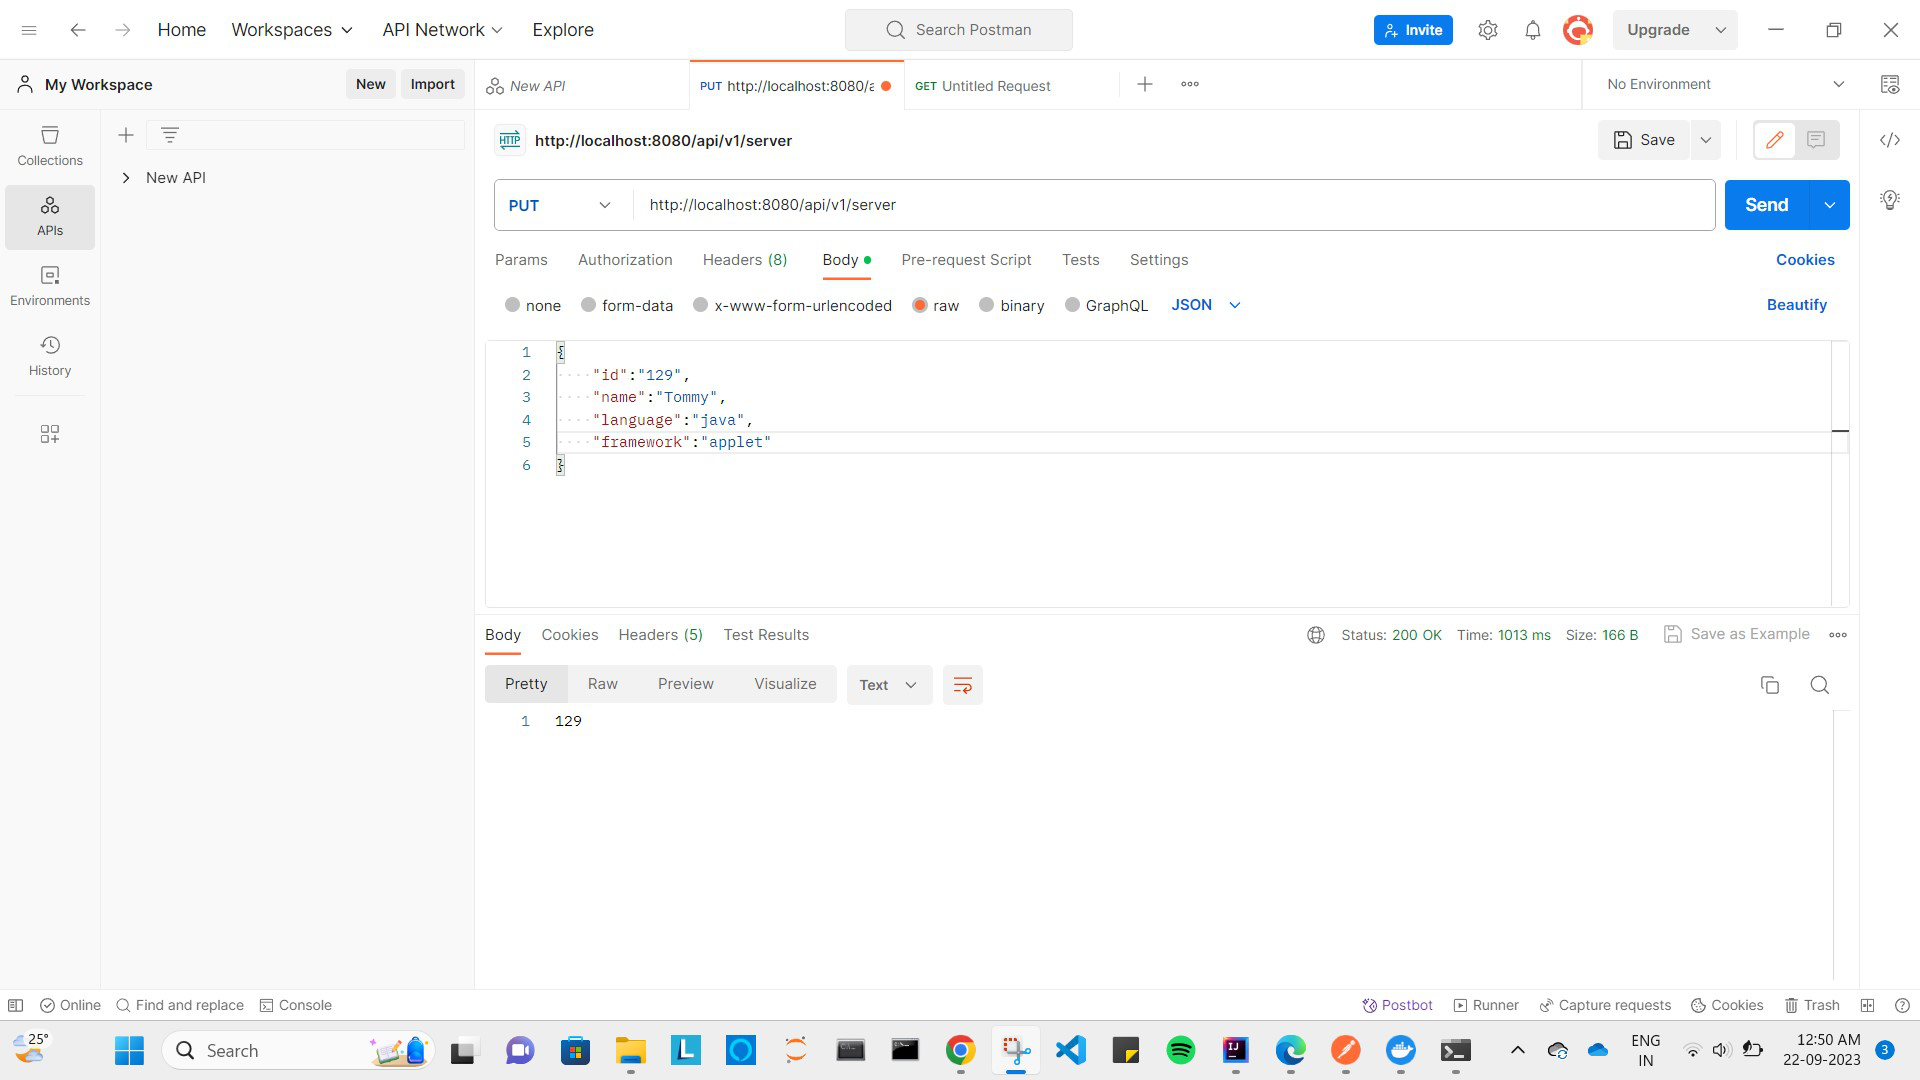 Home Workspaces API Network Explore Search Postman Invite Upgrade
My Workspace New Import New API PUT http://localhost:8080/a GET Untitled Request No Environment
Collections
APIs
Environments
History
New API
HTTP http://localhost:8080/api/v1/server Save
PUT http://localhost:8080/api/v1/server Send
Params Authorization Headers (8) Body Pre-request Script Tests Settings Cookies
none form-data x-www-form-urlencoded raw binary GraphQL JSON Beautify
1 {
2 "id":"129",
3 "name":"Tommy",
4 "language":"java",
5 "framework":"applet"
6 }
Body Cookies Headers (5) Test Results Status: 200 OK Time: 1013 ms Size: 166 B Save as Example
Pretty Raw Preview Visualize Text
1 129
Online Find and replace Console Postbot Runner Capture requests Cookies Trash
25° Search L IJ ENG 12:50 AM
IN 22-09-2023 3